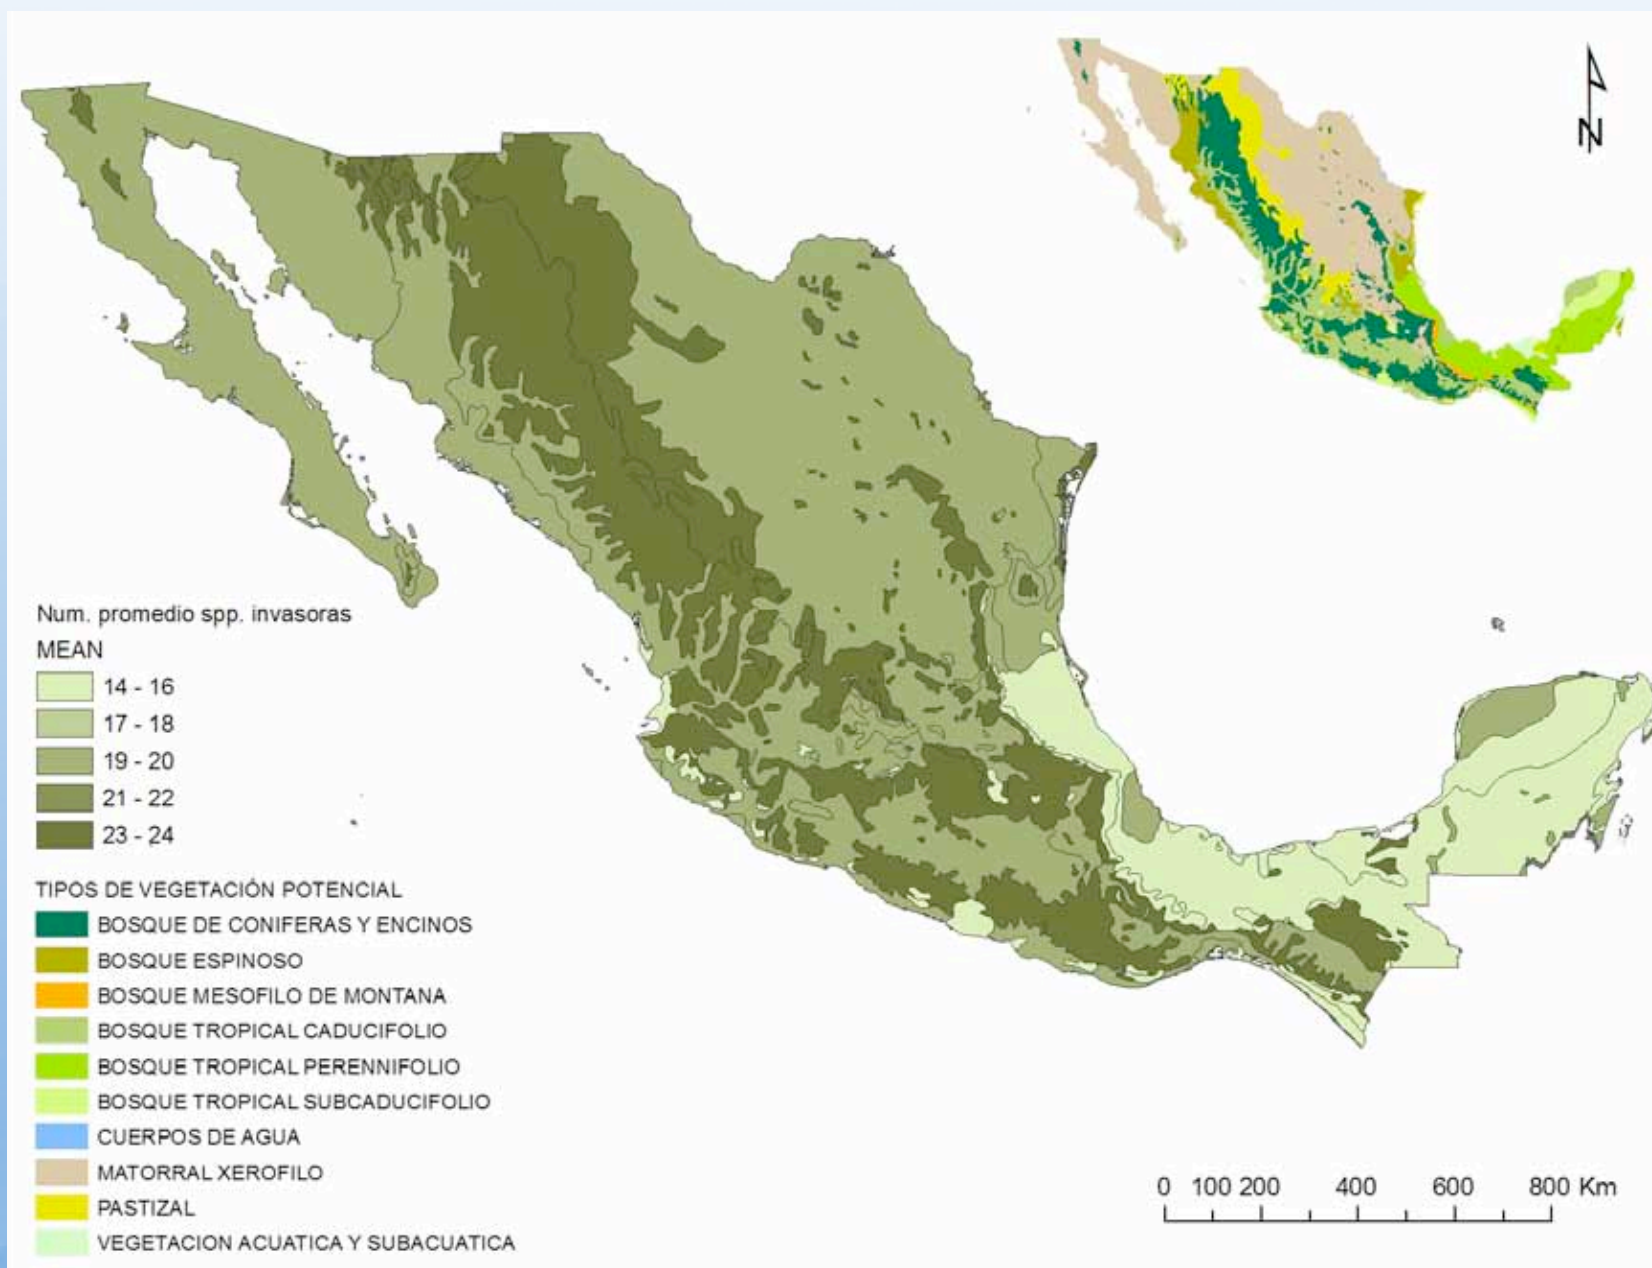 N
Num. promedio spp. invasoras
MEAN
14 - 16
17 - 18
19 - 20
21 - 22
23 - 24
TIPOS DE VEGETACIÓN POTENCIAL
BOSQUE DE CONIFERAS Y ENCINOS
BOSQUE ESPINOSO
BOSQUE MESOFILO DE MONTANA
BOSQUE TROPICAL CADUCIFOLIO
BOSQUE TROPICAL PERENNIFOLIO
BOSQUE TROPICAL SUBCADUCIFOLIO
CUERPOS DE AGUA
MATORRAL XEROFILO
PASTIZAL
VEGETACION ACUATICA Y SUBACUATICA
0 100 200 400 600 800 Km